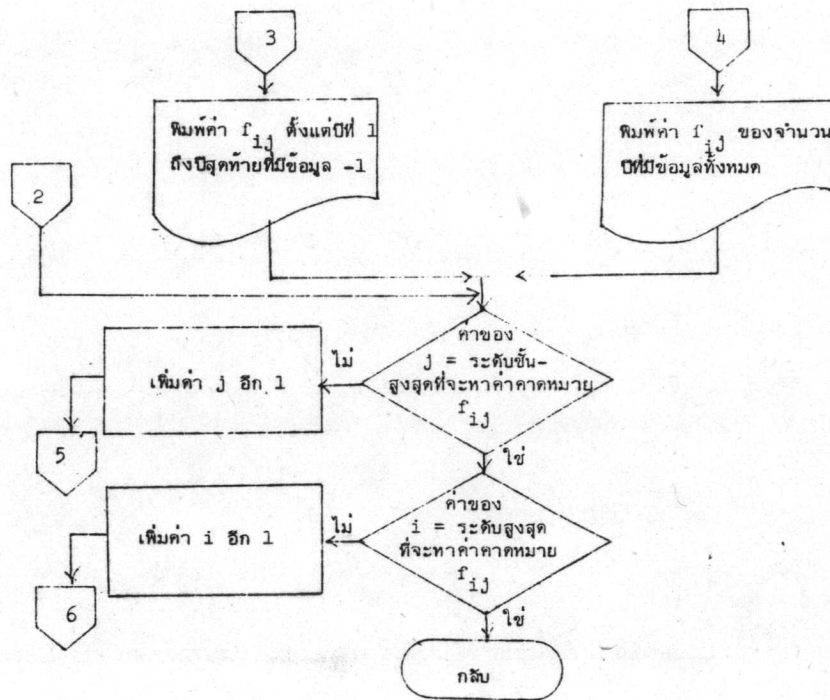 3
4
พิมพ์ค่า f_ij ตั้งแต่ปีที่ 1
ถึงปีสุดท้ายที่มีข้อมูล -1
พิมพ์ค่า f_ij ของจำนวน
ปีที่มีข้อมูลทั้งหมด
2
ค่าของ
j = ระดับชั้น-
สูงสุดที่จะหาค่าคาดหมาย
f_ij
ไม่
เพิ่มค่า j อีก 1
5
ใช่
ค่าของ
i = ระดับสูงสุด
ที่จะหาค่าคาดหมาย
f_ij
ไม่
เพิ่มค่า i อีก 1
6
ใช่
กลับ